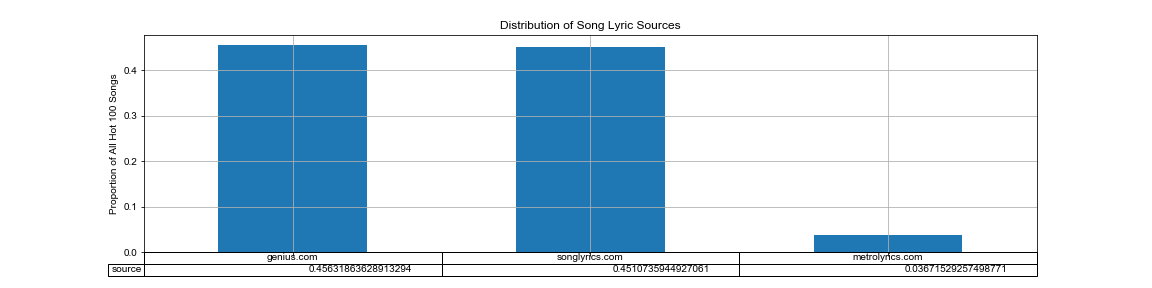 Distribution of Song Lyric Sources
Proportion of All Hot 100 Songs
0.4
0.3
0.2
0.1
0.0
genius.com songlyrics.com metrolyrics.com
source 0.45631863628913294 0.4510735944927061 0.03671529257498771